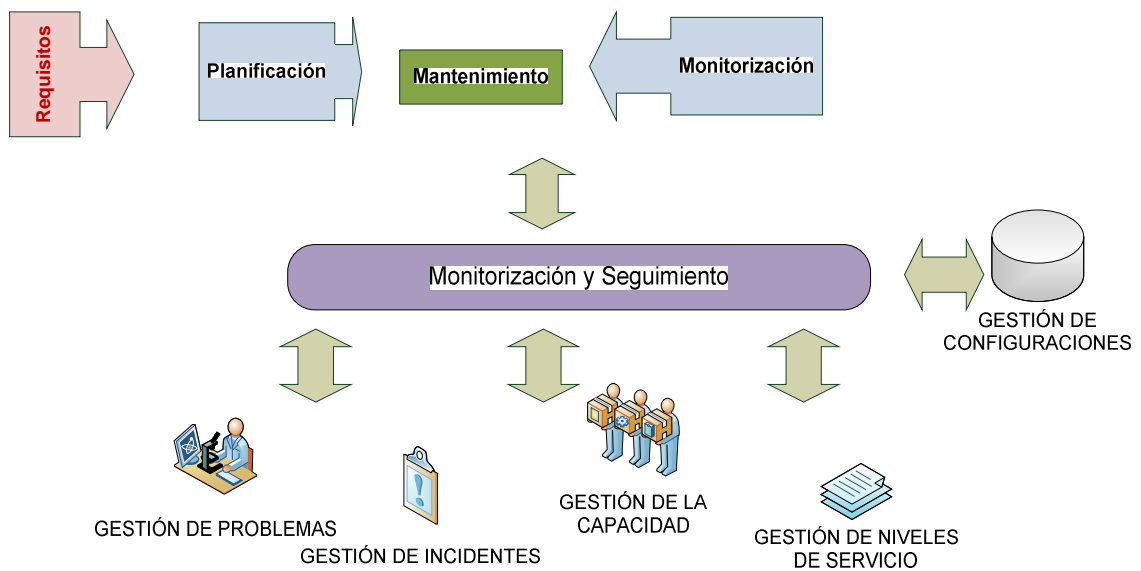 Requisitos
Planificación
Mantenimiento
Monitorización
Monitorización y Seguimiento
GESTIÓN DE
CONFIGURACIONES
GESTIÓN DE PROBLEMAS
GESTIÓN DE INCIDENTES
GESTIÓN DE LA
CAPACIDAD
GESTIÓN DE NIVELES
DE SERVICIO